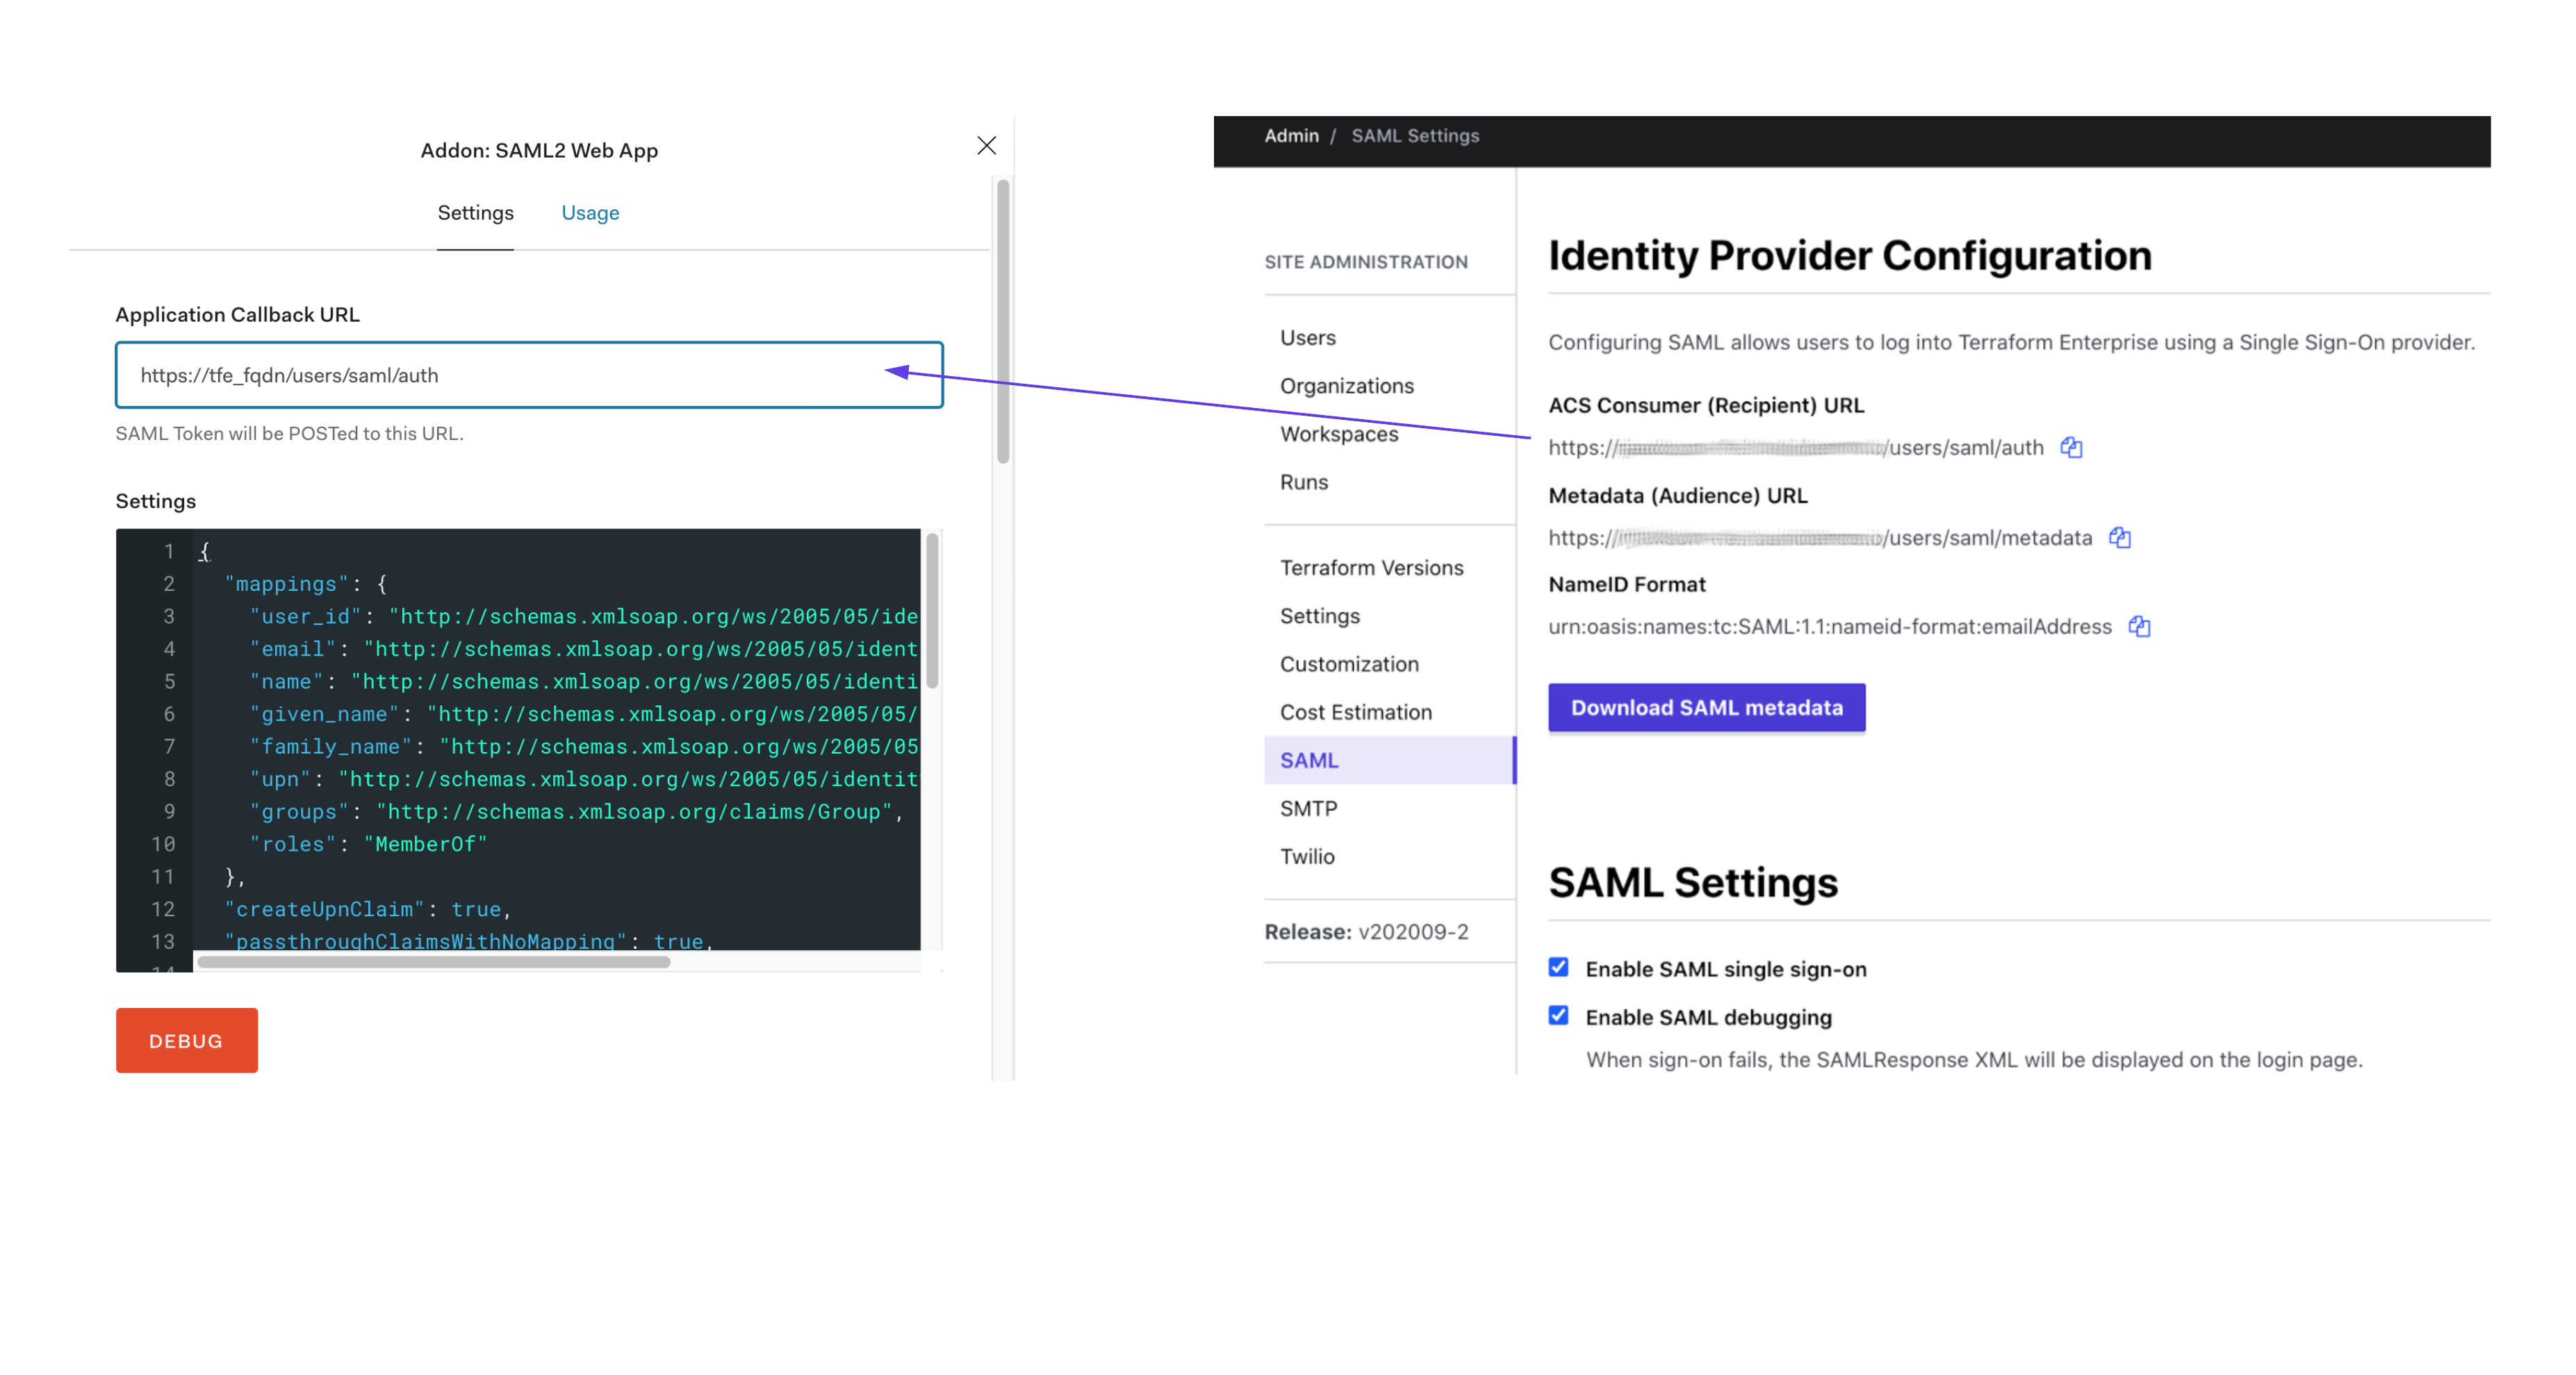 Addon: SAML2 Web App
Settings
Usage
Application Callback URL
https://tfe_fqdn/users/saml/auth
SAML Token will be POSTed to this URL.
Settings
1 {
2 "mappings": {
3 "user_id": "http://schemas.xmlsoap.org/ws/2005/05/ide
4 "email": "http://schemas.xmlsoap.org/ws/2005/05/ident
5 "name": "http://schemas.xmlsoap.org/ws/2005/05/identi
6 "given_name": "http://schemas.xmlsoap.org/ws/2005/05/
7 "family_name": "http://schemas.xmlsoap.org/ws/2005/05
8 "upn": "http://schemas.xmlsoap.org/ws/2005/05/identit
9 "groups": "http://schemas.xmlsoap.org/claims/Group",
10 "roles": "MemberOf"
11 },
12 "createUpnClaim": true,
13 "passthroughClaimsWithNoMapping": true,
14
DEBUG
Admin / SAML Settings
SITE ADMINISTRATION
Users
Organizations
Workspaces
Runs
Terraform Versions
Settings
Customization
Cost Estimation
SAML
SMTP
Twilio
Release: v202009-2
Identity Provider Configuration
Configuring SAML allows users to log into Terraform Enterprise using a Single Sign-On provider.
ACS Consumer (Recipient) URL
https:// /users/saml/auth
Metadata (Audience) URL
https:// /users/saml/metadata
NameID Format
urn:oasis:names:tc:SAML:1.1:nameid-format:emailAddress
Download SAML metadata
SAML Settings
Enable SAML single sign-on
Enable SAML debugging
When sign-on fails, the SAMLResponse XML will be displayed on the login page.